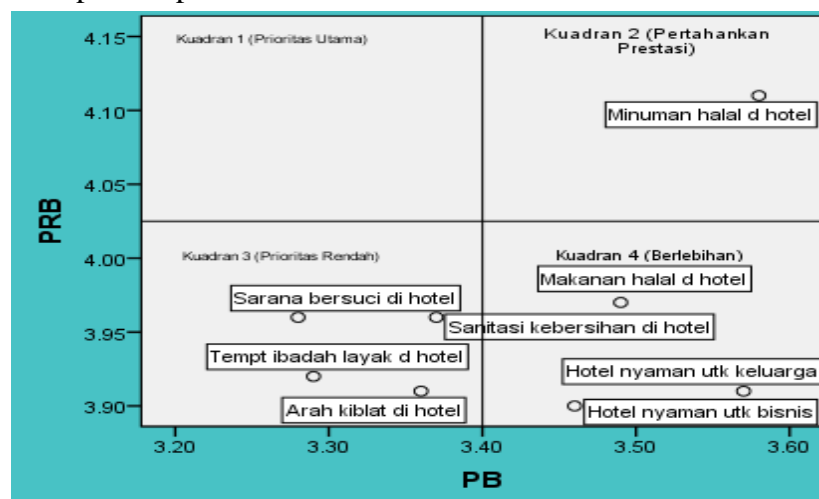 Kuadran 1 (Prioritas Utama)
Kuadran 2 (Pertahankan
Prestasi)
Minuman halal d hotel
Kuadran 3 (Prioritas Rendah)
Kuadran 4 (Berlebihan)
Makanan halal d hotel
Sarana bersuci di hotel
Sanitasi kebersihan di hotel
Tempt ibadah layak d hotel
Hotel nyaman utk keluarga
Arah kiblat di hotel
Hotel nyaman utk bisnis
PRB
4.15
4.10
4.05
4.00
3.95
3.90
3.20
3.30
3.40
3.50
3.60
PB